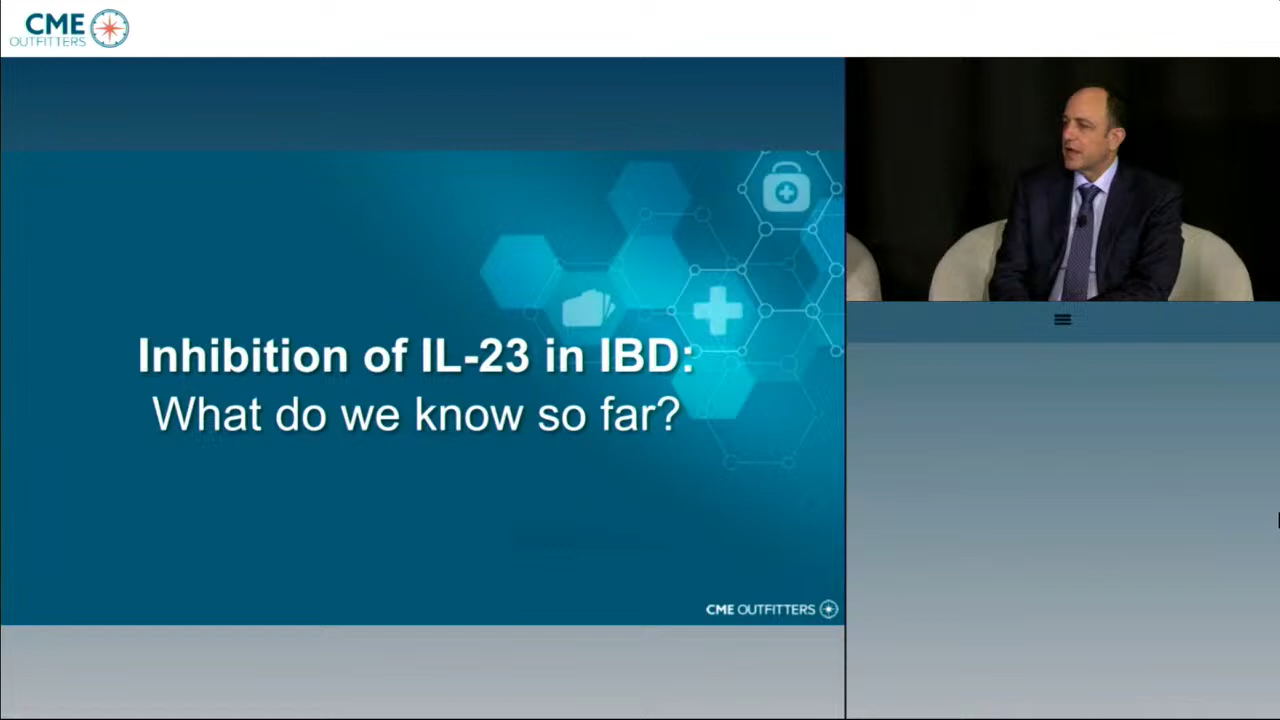 CME
OUTFITTERS
Inhibition of IL-23 in IBD:
What do we know so far?
CME OUTFITTERS